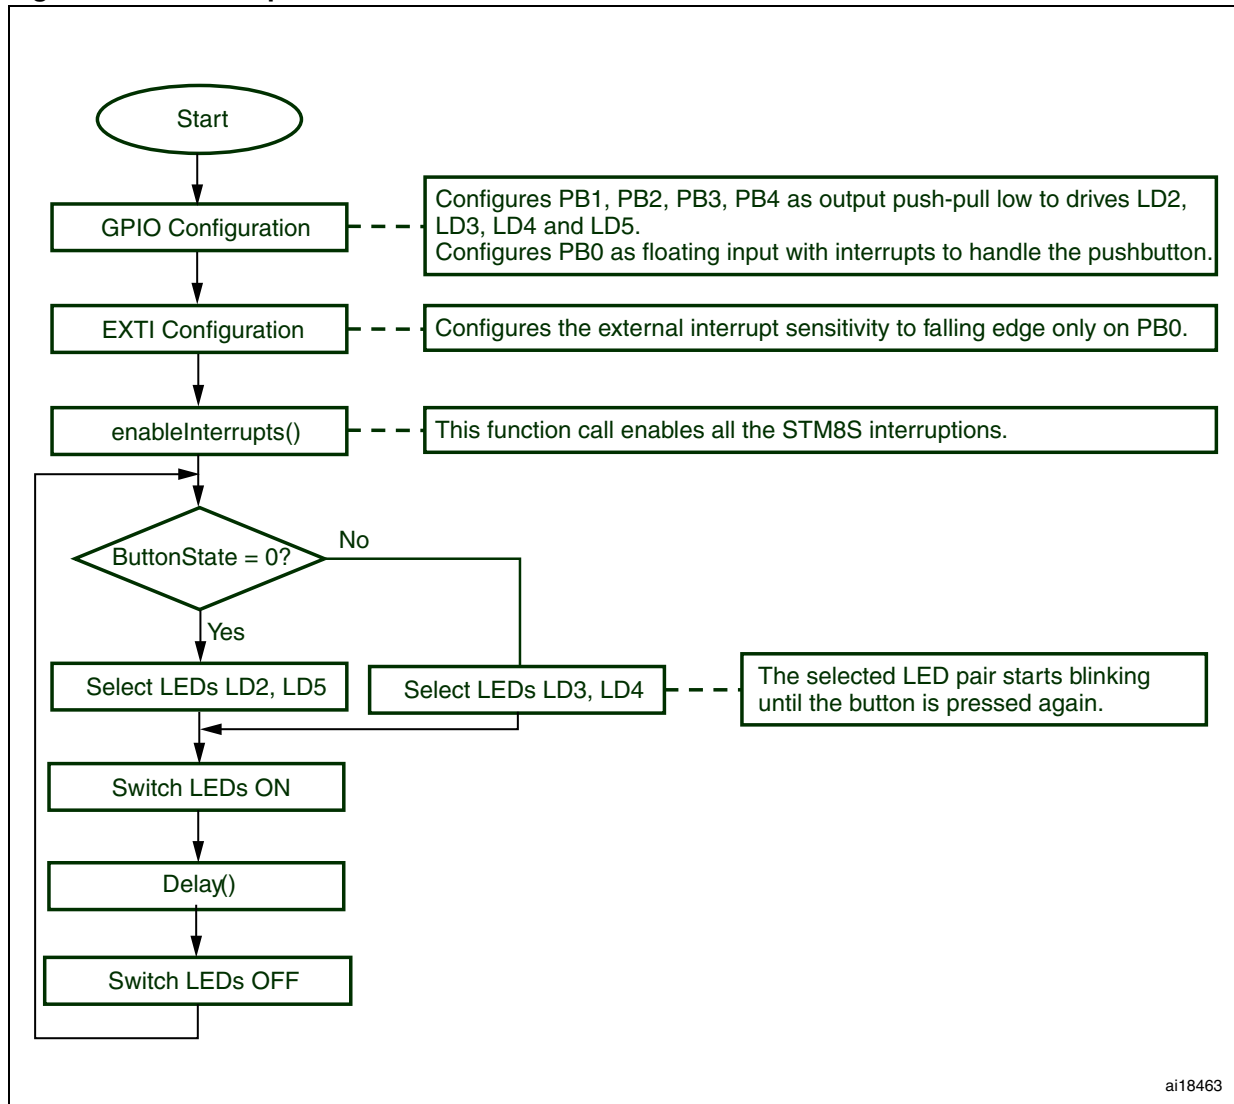 Start
GPIO Configuration
Configures PB1, PB2, PB3, PB4 as output push-pull low to drives LD2,
LD3, LD4 and LD5.
Configures PB0 as floating input with interrupts to handle the pushbutton.
EXTI Configuration
Configures the external interrupt sensitivity to falling edge only on PB0.
enableInterrupts()
This function call enables all the STM8S interruptions.
ButtonState = 0?
No
Yes
Select LEDs LD2, LD5
Select LEDs LD3, LD4
The selected LED pair starts blinking
until the button is pressed again.
Switch LEDs ON
Delay()
Switch LEDs OFF
ai18463